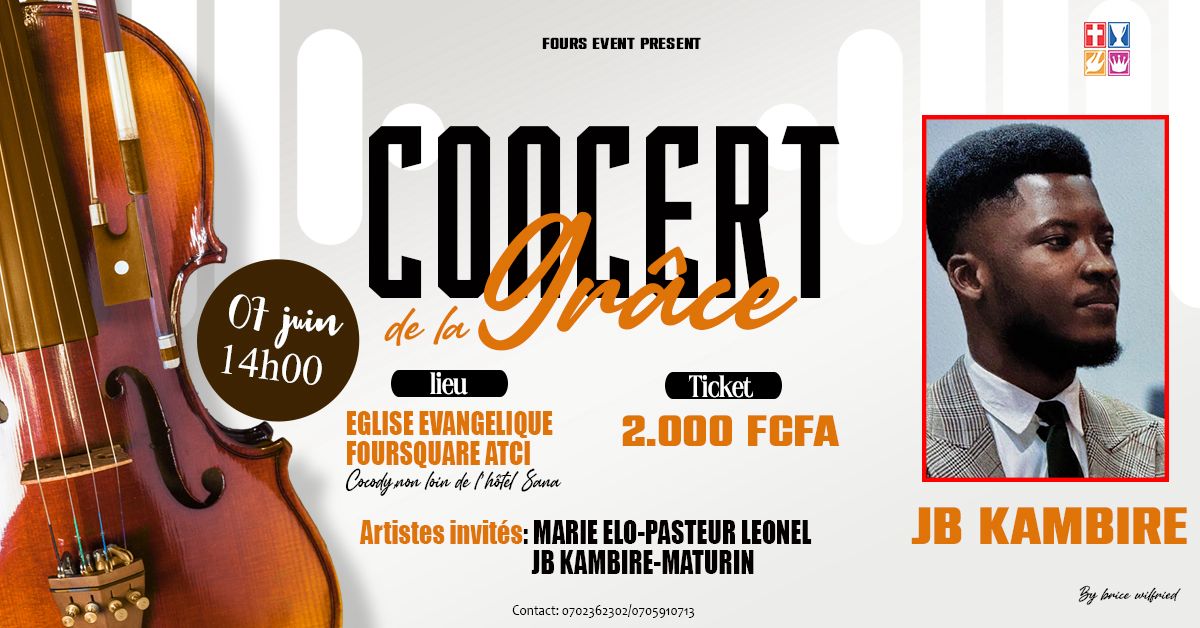 FOURS EVENT PRESENT
CONCERT
de la grâce
07 juin
14h00
lieu
EGLISE EVANGELIQUE
FOURSQUARE ATCI
Cocody,non loin de l'hôtel Sana
Ticket
2.000 FCFA
Artistes invités: MARIE ELO-PASTEUR LEONEL
JB KAMBIRE-MATURIN
JB KAMBIRE
Contact: 0702362302/0705910713
By brice wilfried